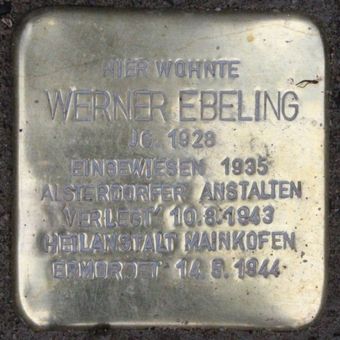 HIER WOHNTE
WERNER EBELING
JG. 1928
EINGEWIESEN 1935
ALSTERDORFER ANSTALTEN
VERLEGT 10.8.1943
HEILANSTALT MAINKOFEN
ERMORDET 14.8.1944